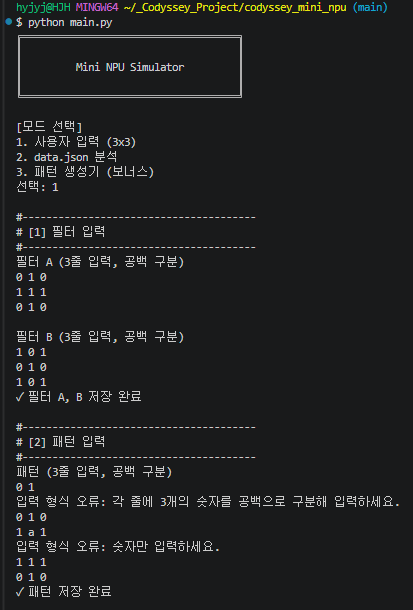 hyjyj@HJH MINGW64 ~/_Codyssey_Project/codyssey_mini_npu (main)
$ python main.py
Mini NPU Simulator
[모드 선택]
1. 사용자 입력 (3x3)
2. data.json 분석
3. 패턴 생성기 (보너스)
선택: 1
#---------------------------------------
# [1] 필터 입력
#---------------------------------------
필터 A (3줄 입력, 공백 구분)
0 1 0
1 1 1
0 1 0
필터 B (3줄 입력, 공백 구분)
1 0 1
0 1 0
1 0 1
✓ 필터 A, B 저장 완료
#---------------------------------------
# [2] 패턴 입력
#---------------------------------------
패턴 (3줄 입력, 공백 구분)
0 1
입력 형식 오류: 각 줄에 3개의 숫자를 공백으로 구분해 입력하세요.
0 1 0
1 a 1
입력 형식 오류: 숫자만 입력하세요.
1 1 1
0 1 0
✓ 패턴 저장 완료